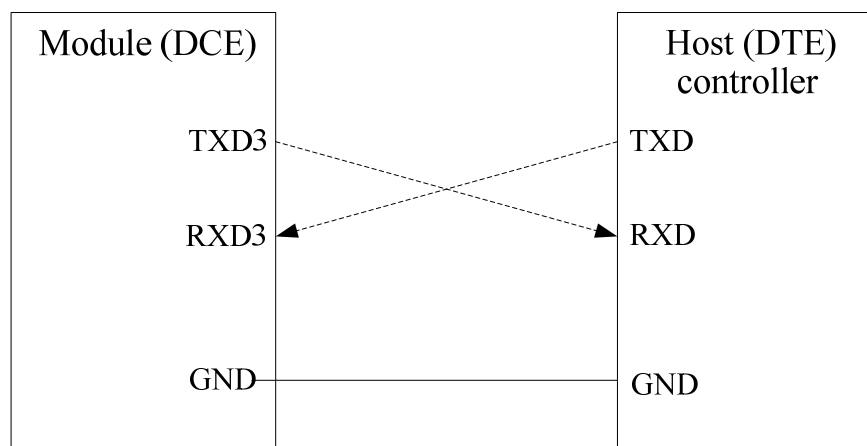 Module (DCE)
Host (DTE)
controller
TXD3
TXD
RXD3
RXD
GND
GND